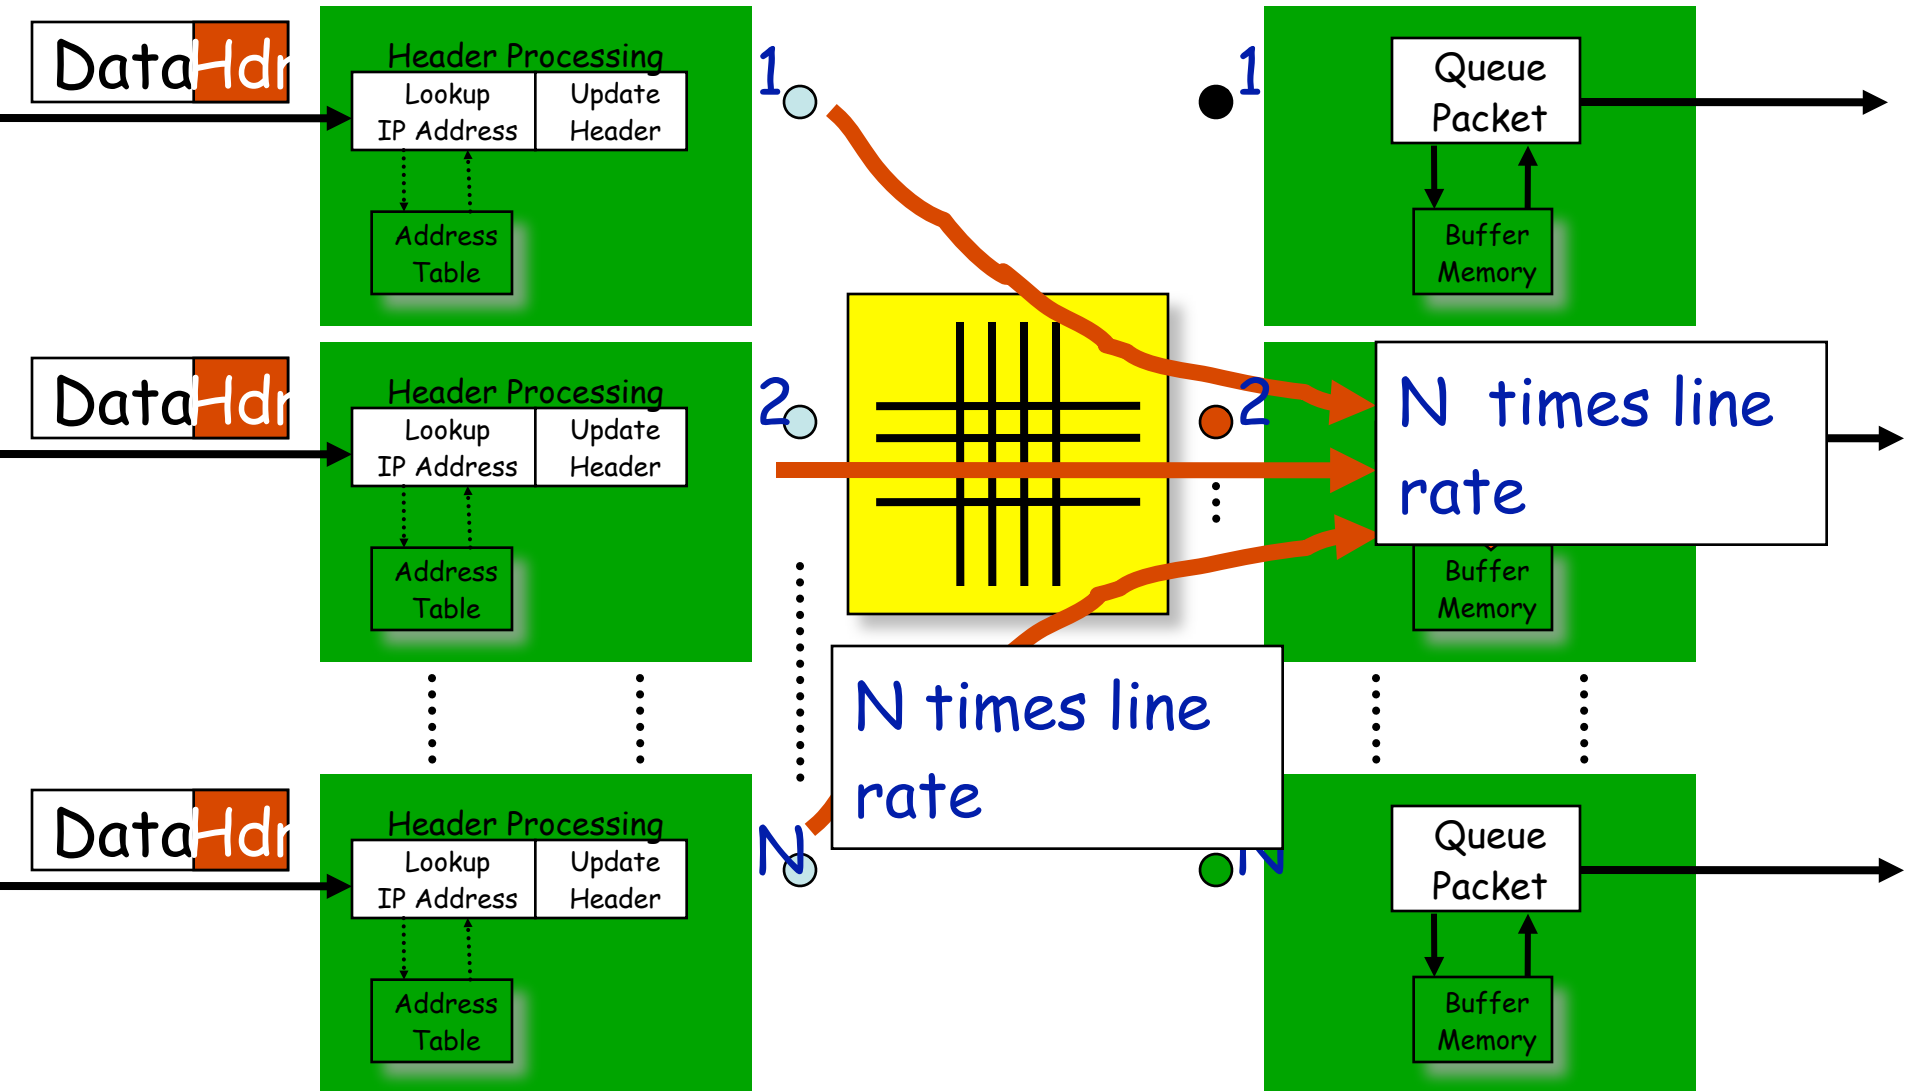 Data Hdr
Header Processing
Lookup
IP Address
Update
Header
Address
Table
1
1
Queue
Packet
Buffer
Memory
Data Hdr
Header Processing
Lookup
IP Address
Update
Header
Address
Table
2
2
N times line
rate
Buffer
Memory
N times line
rate
Data Hdr
Header Processing
Lookup
IP Address
Update
Header
Address
Table
N
N
Queue
Packet
Buffer
Memory